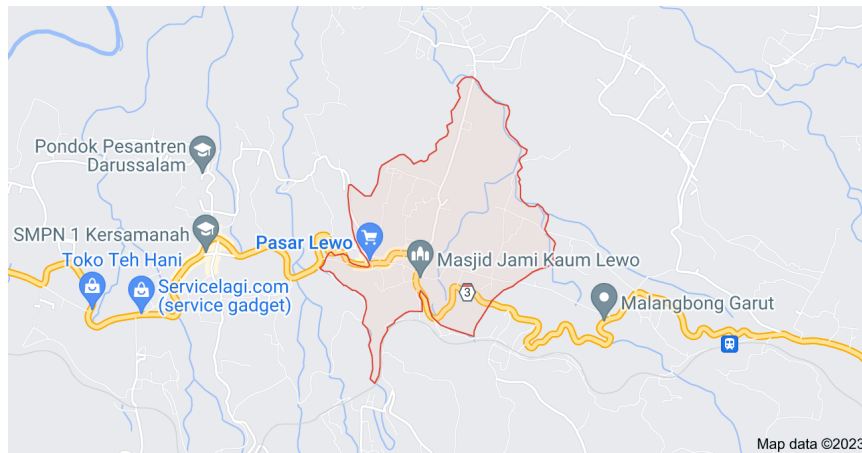 Pondok Pesantren
Darussalam
SMPN 1 Kersamanah
Pasar Lewo
Toko Teh Hani
Masjid Jami Kaum Lewo
Servicelagi.com
(service gadget)
3
Malangbong Garut
Map data ©2023